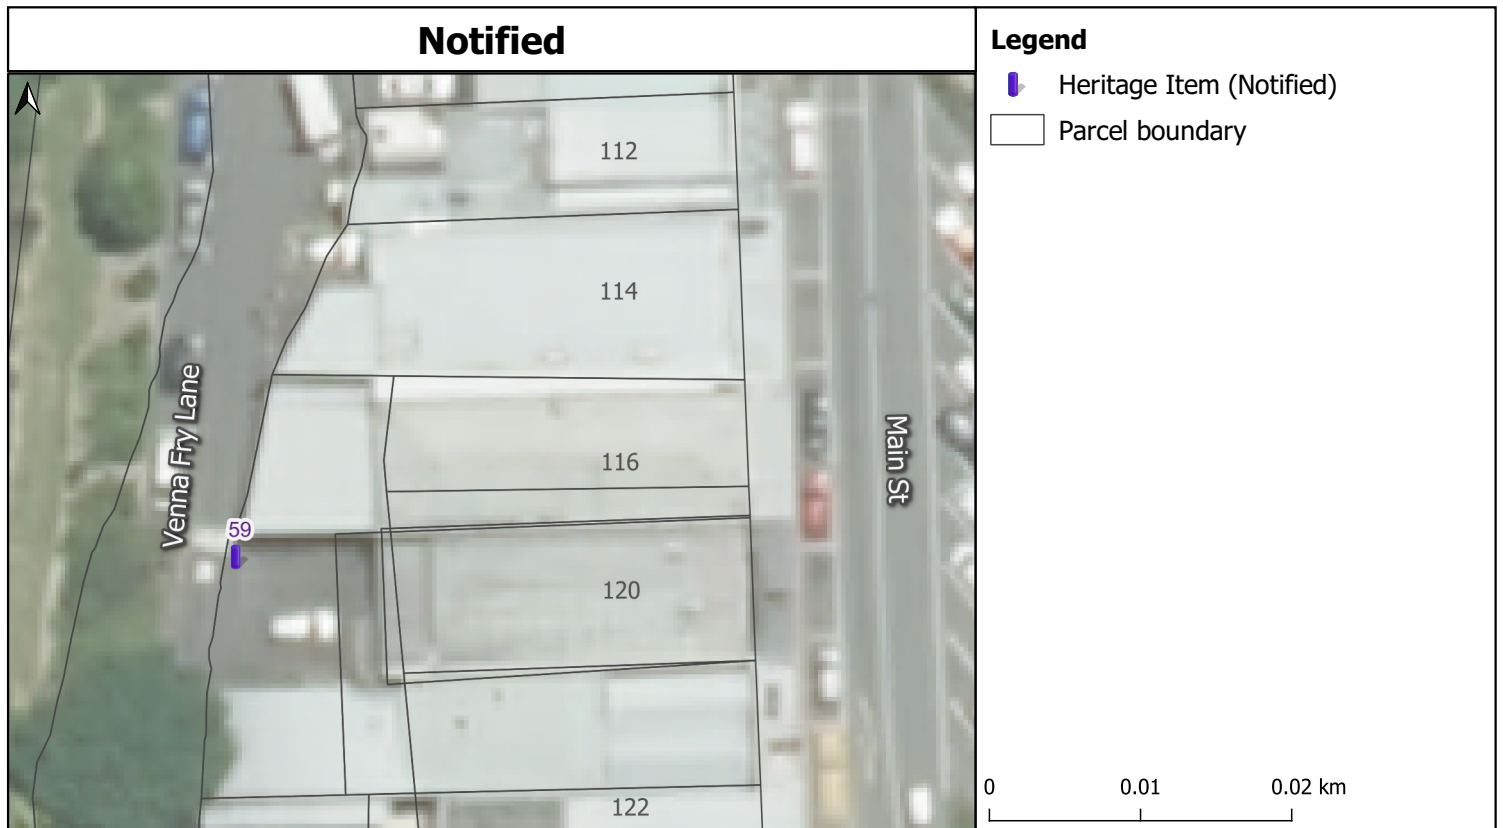 Notified
Legend
Heritage Item (Notified)
Parcel boundary
112
114
116
120
122
59
Venna Fry Lane
Main St
0 0.01 0.02 km